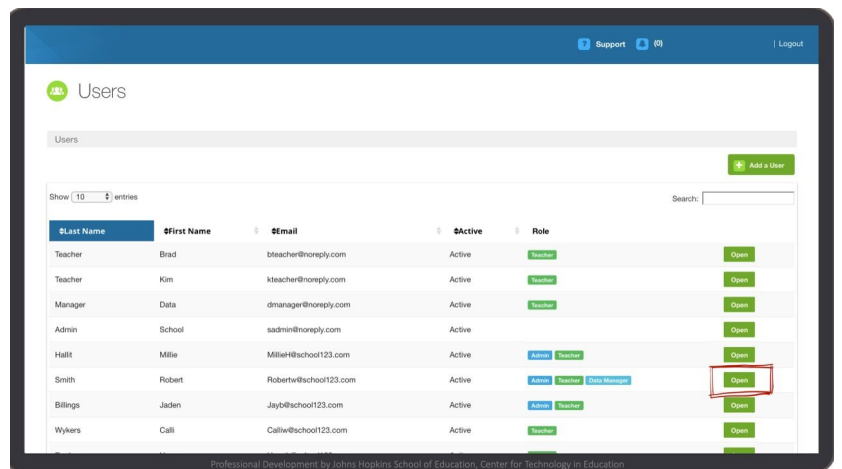 ? Support (0) | Logout
Users
Users
+ Add a User
Show 10 entries Search:
Last Name First Name Email Active Role
Teacher Brad bteacher@noreply.com Active Teacher Open
Teacher Kim kteacher@noreply.com Active Teacher Open
Manager Data dmanager@noreply.com Active Teacher Open
Admin School sadmin@noreply.com Active Open
Hallit Millie MillieH@school123.com Active Admin Teacher Open
Smith Robert Robertw@school123.com Active Admin Teacher Data Manager Open
Billings Jaden Jayb@school123.com Active Admin Teacher Open
Wykers Calli Calliw@school123.com Active Teacher Open
Professional Development by Johns Hopkins School of Education, Center for Technology in Education